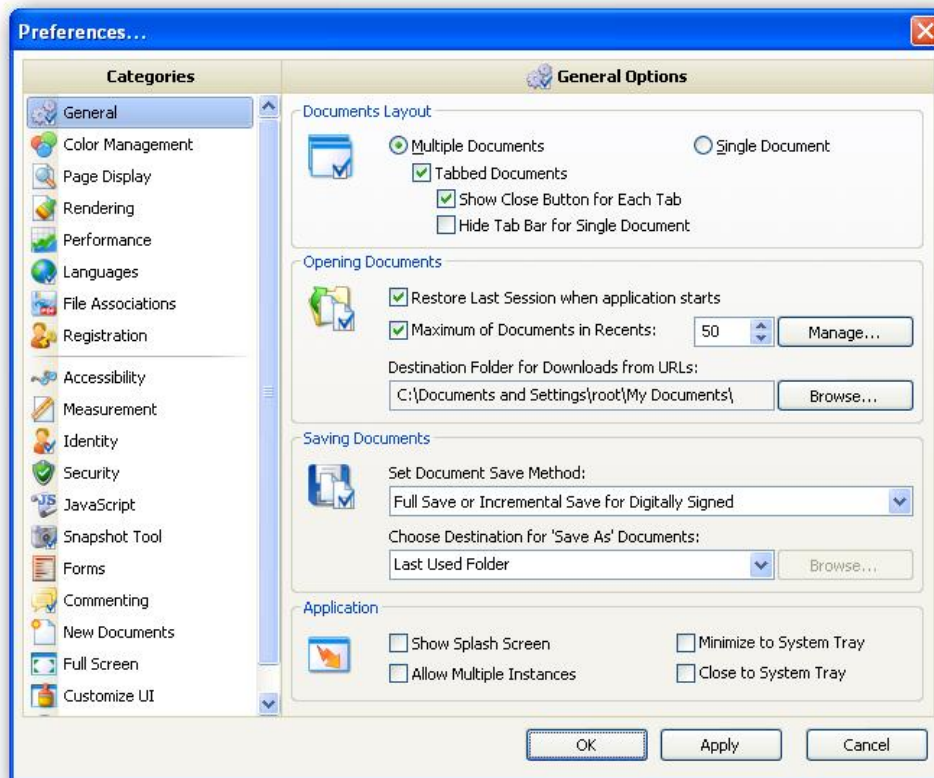 Preferences...
Categories
General Options
General
Color Management
Page Display
Rendering
Performance
Languages
File Associations
Registration
Accessibility
Measurement
Identity
Security
JavaScript
Snapshot Tool
Forms
Commenting
New Documents
Full Screen
Customize UI
Documents Layout
Multiple Documents
Single Document
Tabbed Documents
Show Close Button for Each Tab
Hide Tab Bar for Single Document
Opening Documents
Restore Last Session when application starts
Maximum of Documents in Recents: 50 Manage...
Destination Folder for Downloads from URLs:
C:\Documents and Settings\root\My Documents\ Browse...
Saving Documents
Set Document Save Method:
Full Save or Incremental Save for Digitally Signed
Choose Destination for 'Save As' Documents:
Last Used Folder Browse...
Application
Show Splash Screen Minimize to System Tray
Allow Multiple Instances Close to System Tray
OK Apply Cancel